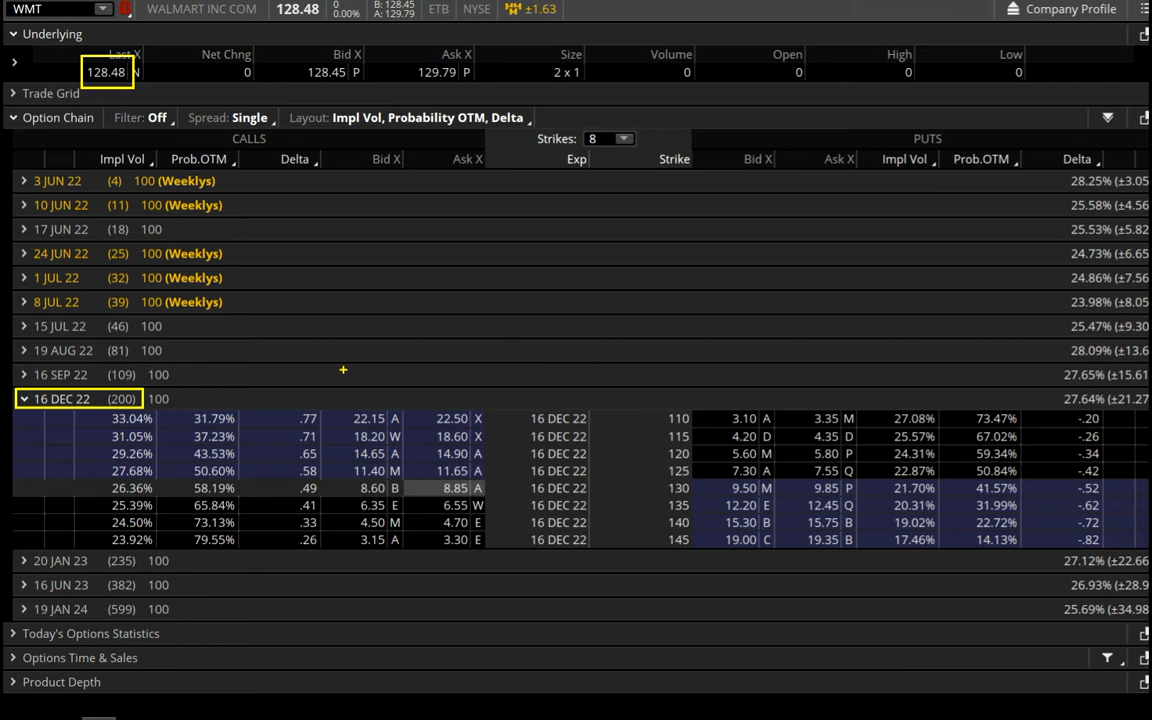 WMT WALMART INC COM 128.48 0 0.00% B: 128.45 A: 129.79 ETB NYSE ±1.63 Company Profile
Underlying
Last X Net Chng Bid X Ask X Size Volume Open High Low
128.48 N 0 128.45 P 129.79 P 2 x 1 0 0 0 0
Trade Grid
Option Chain Filter: Off Spread: Single Layout: Impl Vol, Probability OTM, Delta
CALLS Strikes: 8 PUTS
Impl Vol Prob.OTM Delta Bid X Ask X Exp Strike Bid X Ask X Impl Vol Prob.OTM Delta
3 JUN 22 (4) 100 (Weeklys) 28.25% (±3.05
10 JUN 22 (11) 100 (Weeklys) 25.58% (±4.56
17 JUN 22 (18) 100 25.53% (±5.82
24 JUN 22 (25) 100 (Weeklys) 24.73% (±6.65
1 JUL 22 (32) 100 (Weeklys) 24.86% (±7.56
8 JUL 22 (39) 100 (Weeklys) 23.98% (±8.05
15 JUL 22 (46) 100 25.47% (±9.30
19 AUG 22 (81) 100 28.09% (±13.6
16 SEP 22 (109) 100 27.65% (±15.61
16 DEC 22 (200) 100 27.64% (±21.27
33.04% 31.79% .77 22.15 A 22.50 X 16 DEC 22 110 3.10 A 3.35 M 27.08% 73.47% -.20
31.05% 37.23% .71 18.20 W 18.60 X 16 DEC 22 115 4.20 D 4.35 D 25.57% 67.02% -.26
29.26% 43.53% .65 14.65 A 14.90 A 16 DEC 22 120 5.60 M 5.80 P 24.31% 59.34% -.34
27.68% 50.60% .58 11.40 M 11.65 A 16 DEC 22 125 7.30 A 7.55 Q 22.87% 50.84% -.42
26.36% 58.19% .49 8.60 B 8.85 A 16 DEC 22 130 9.50 M 9.85 P 21.70% 41.57% -.52
25.39% 65.84% .41 6.35 E 6.55 W 16 DEC 22 135 12.20 E 12.45 Q 20.31% 31.99% -.62
24.50% 73.13% .33 4.50 M 4.70 E 16 DEC 22 140 15.30 B 15.75 B 19.02% 22.72% -.72
23.92% 79.55% .26 3.15 A 3.30 E 16 DEC 22 145 19.00 C 19.35 B 17.46% 14.13% -.82
20 JAN 23 (235) 100 27.12% (±22.66
16 JUN 23 (382) 100 26.93% (±28.9
19 JAN 24 (599) 100 25.69% (±34.98
Today's Options Statistics
Options Time & Sales
Product Depth